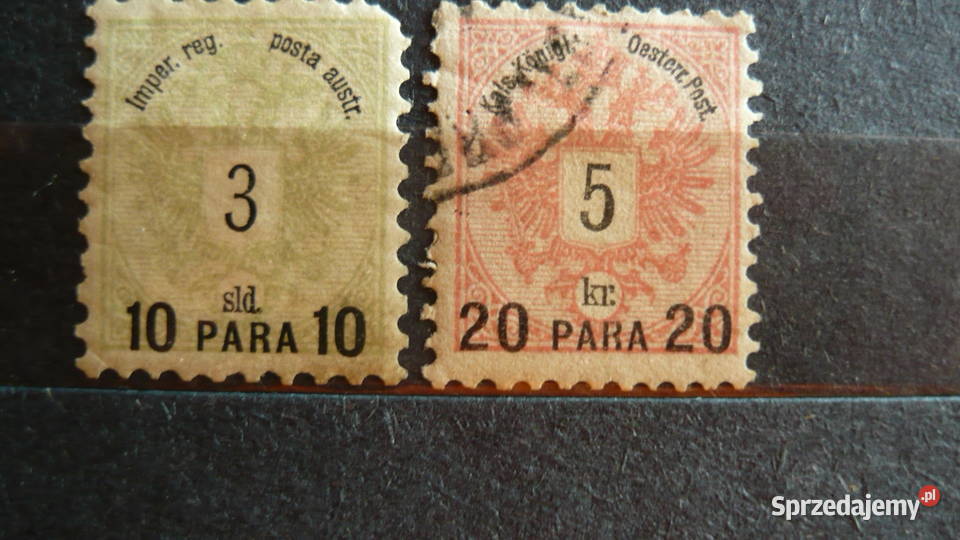 Imper. reg. posta austr.
3
sld.
10 PARA 10
Kais. Königl. Oesterr. Post.
5
kr.
20 PARA 20
Sprzedajemy.pl